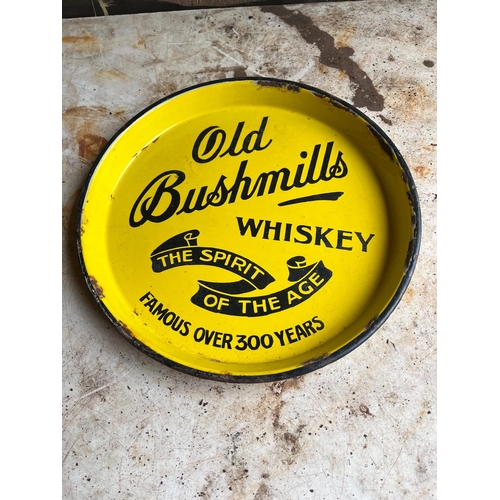 Old
Bushmills
WHISKEY
THE SPIRIT
OF THE AGE
FAMOUS OVER 300 YEARS